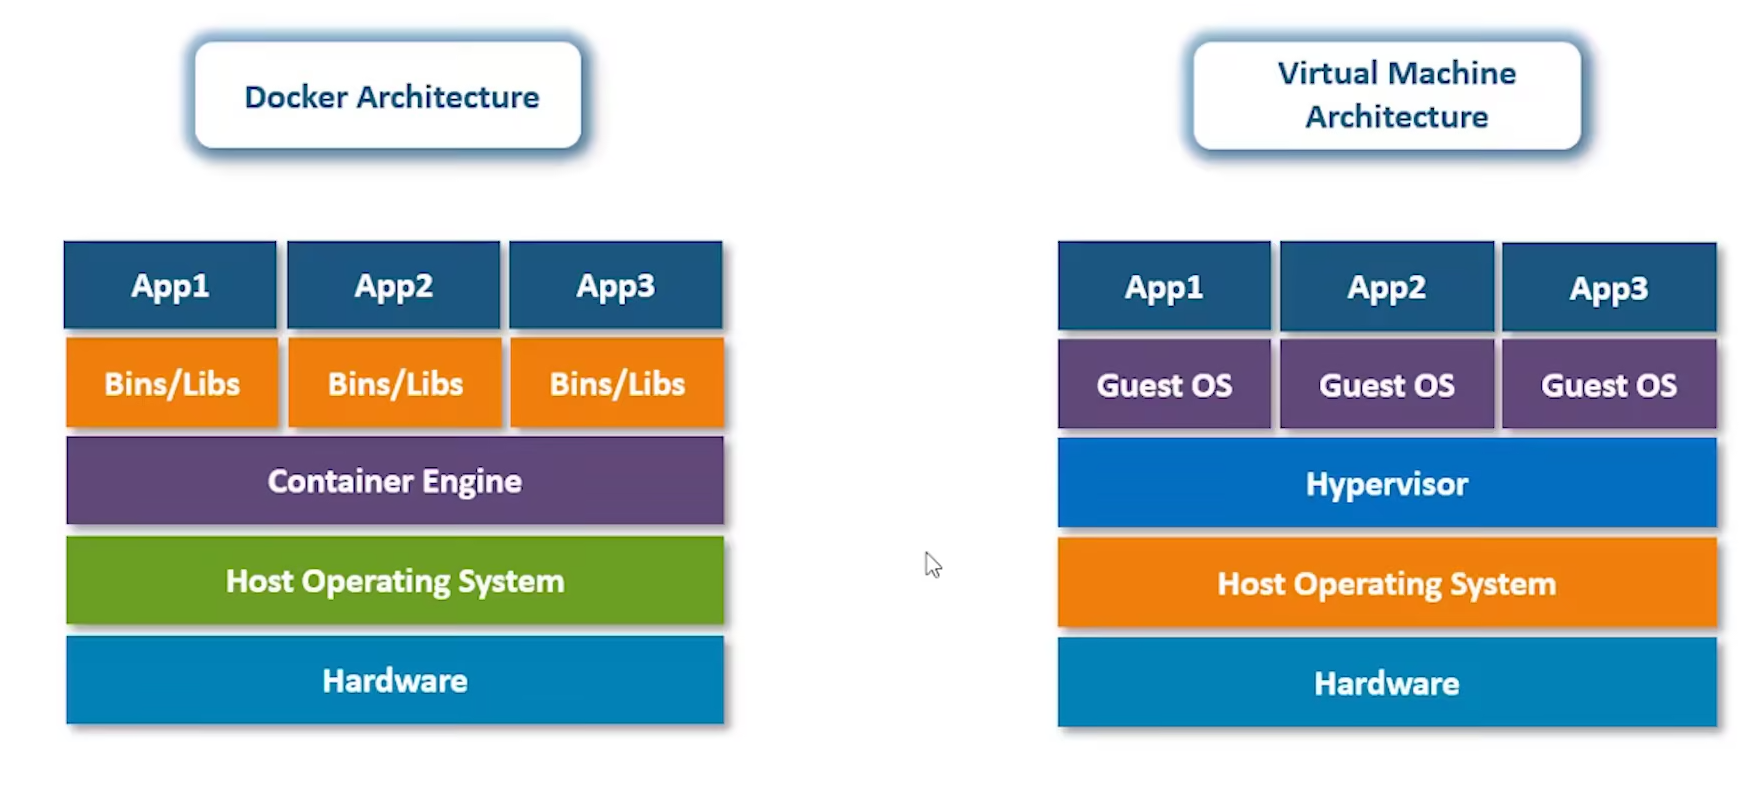 Docker Architecture
Virtual Machine
Architecture
App1 App2 App3
Bins/Libs Bins/Libs Bins/Libs
Container Engine
Host Operating System
Hardware
App1 App2 App3
Guest OS Guest OS Guest OS
Hypervisor
Host Operating System
Hardware